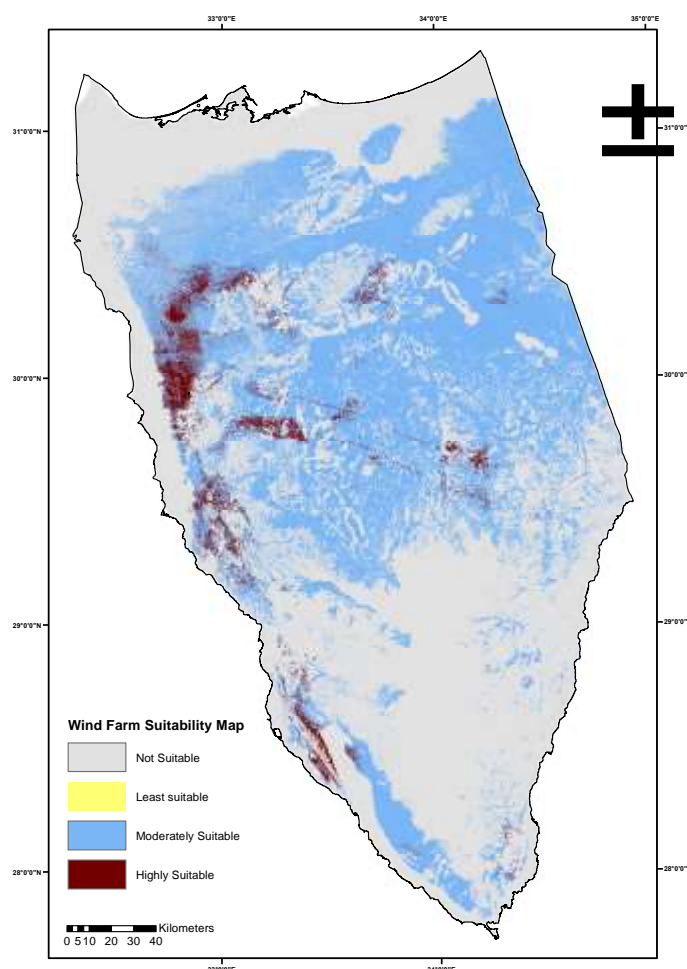 33°0'0"E 34°0'0"E 35°0'0"E
31°0'0"N 31°0'0"N
30°0'0"N 30°0'0"N
29°0'0"N 29°0'0"N
Wind Farm Suitability Map
Not Suitable
Least suitable
Moderately Suitable
Highly Suitable
28°0'0"N 28°0'0"N
Kilometers
0 5 10 20 30 40